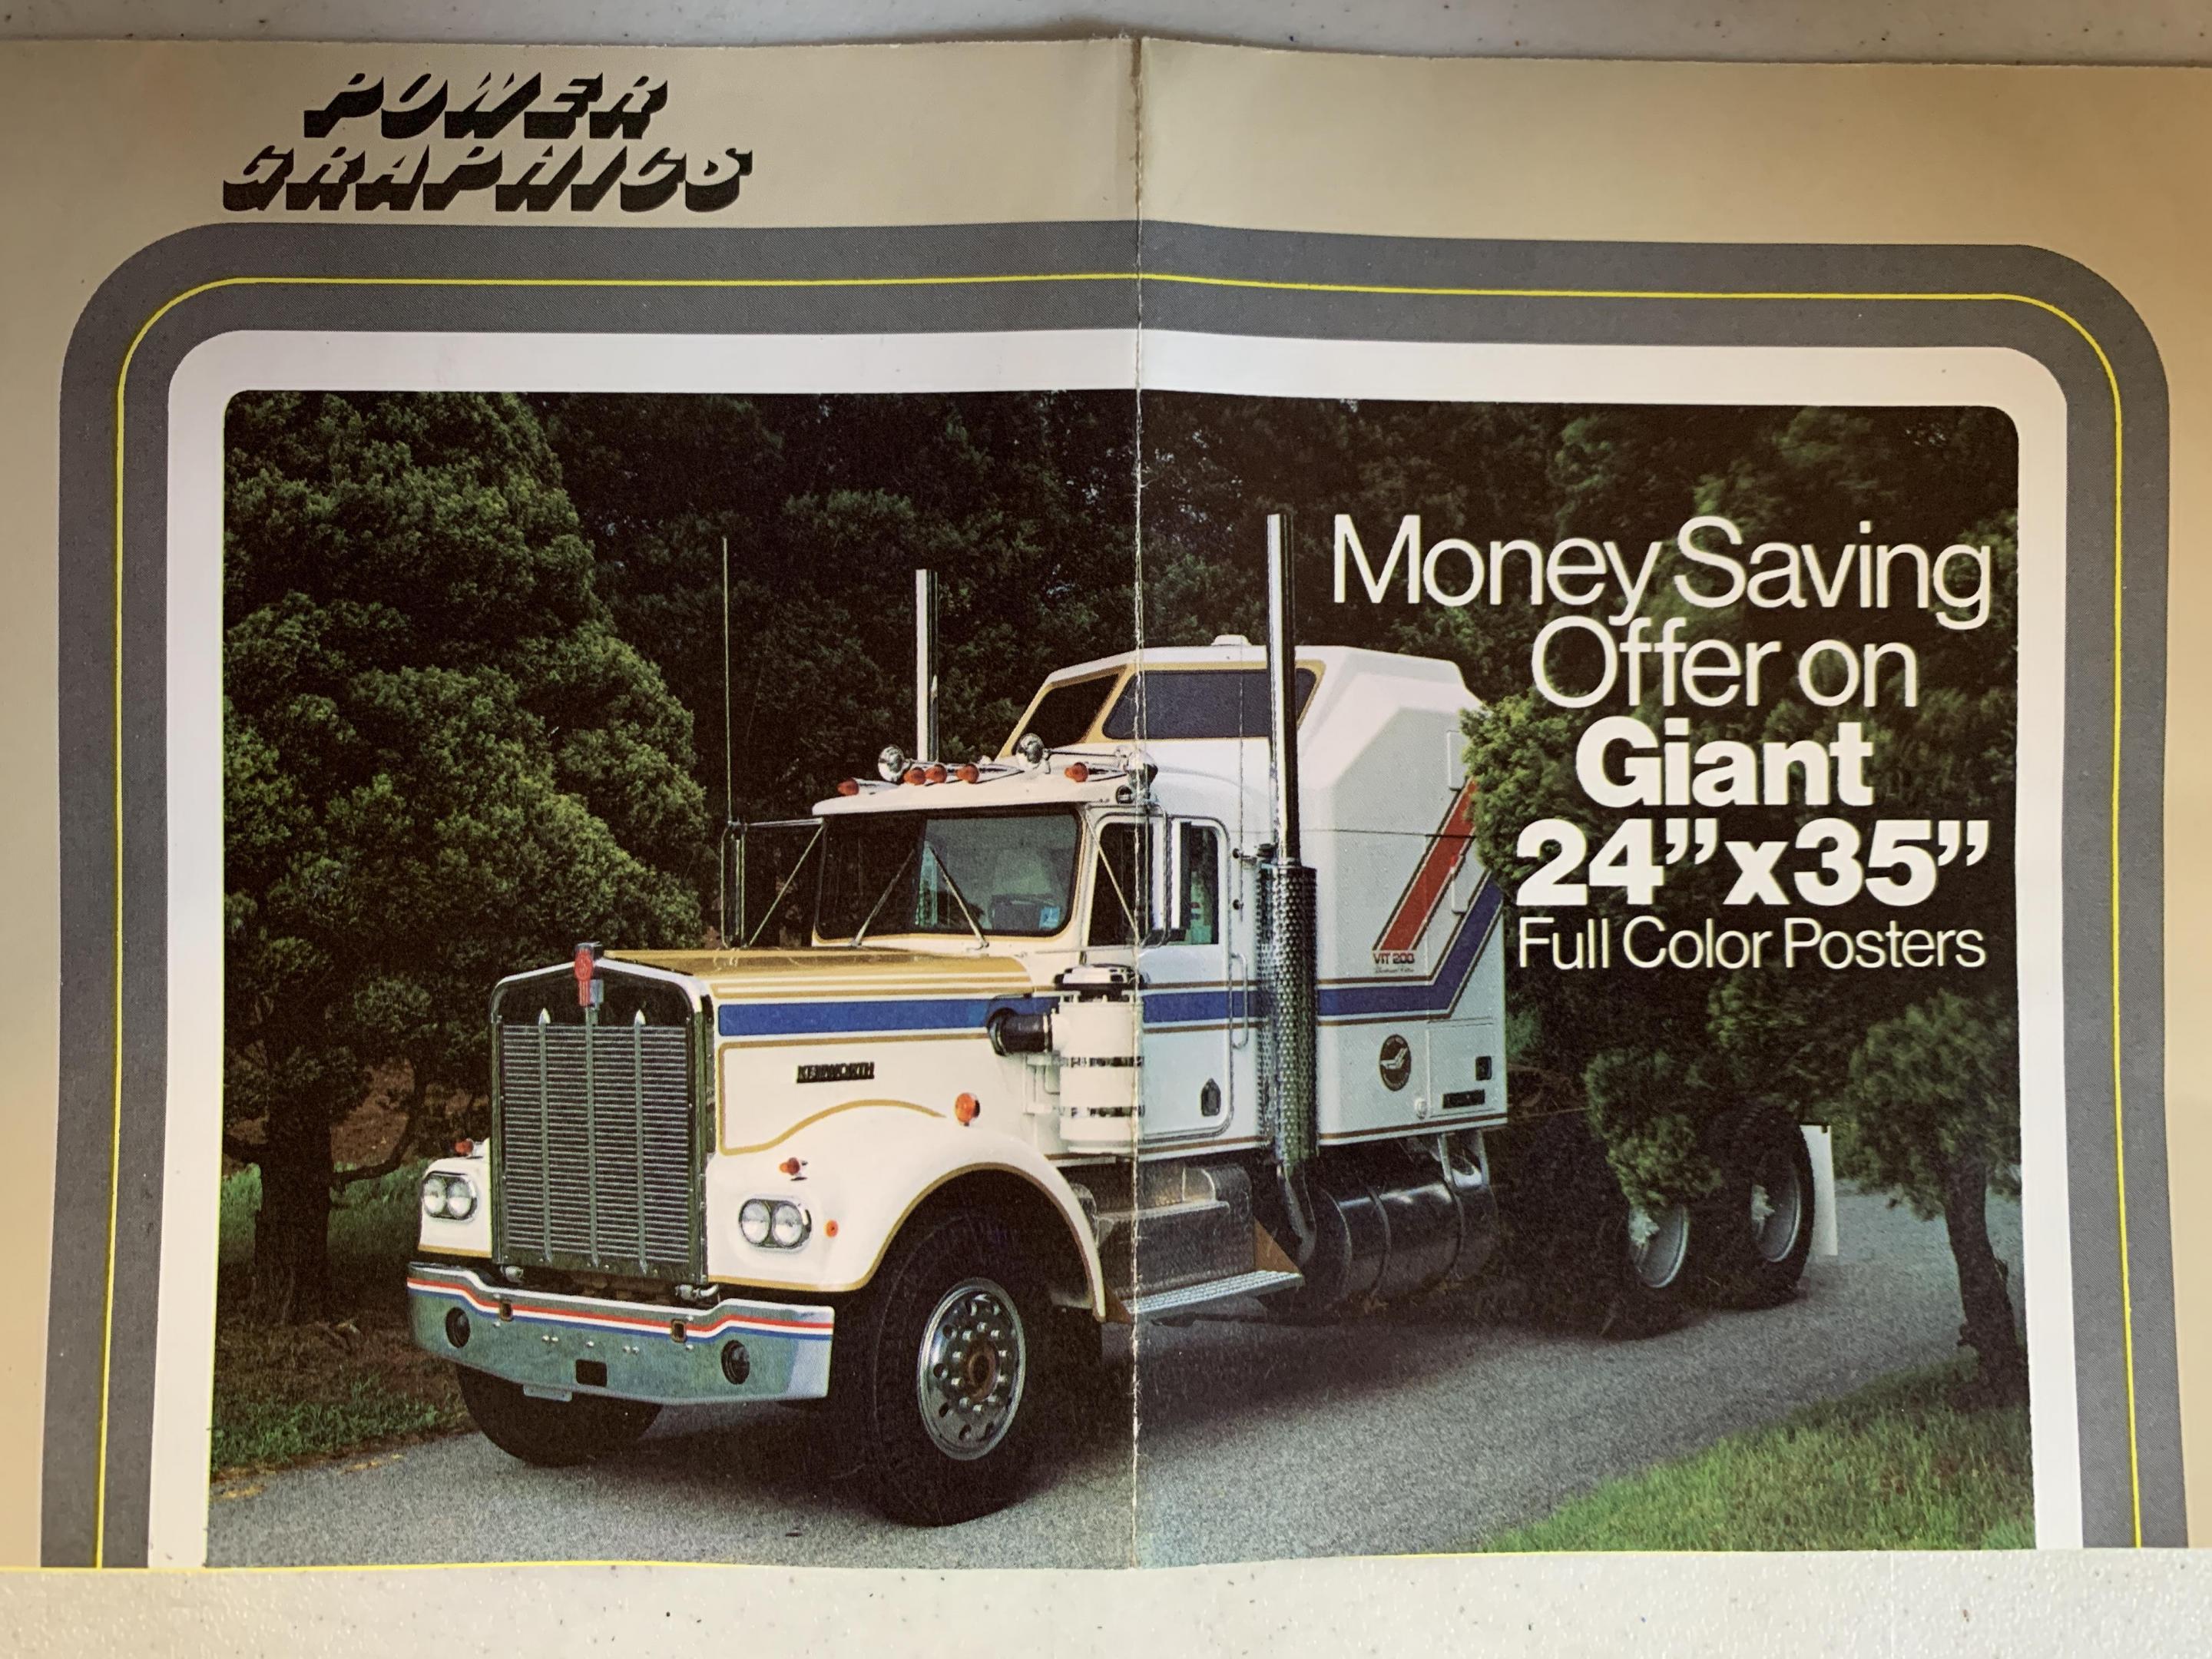 POWER
GRAPHICS
Money Saving
Offer on
Giant
24”x35”
Full Color Posters
VIT 200
KENWORTH